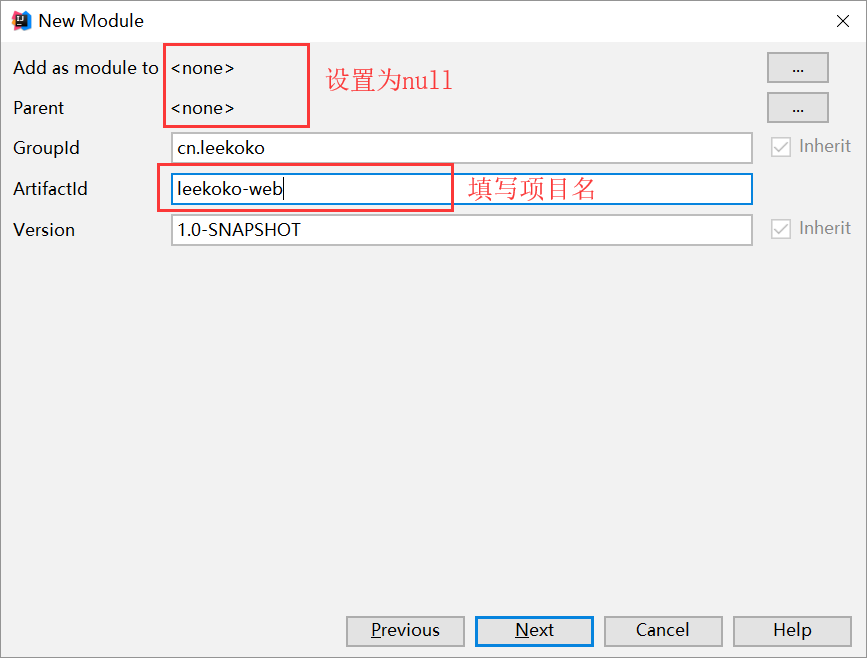 New Module
Add as module to <none> ...
设置为null
Parent <none> ...
GroupId cn.leekoko Inherit
ArtifactId leekoko-web 填写项目名
Version 1.0-SNAPSHOT Inherit
Previous Next Cancel Help